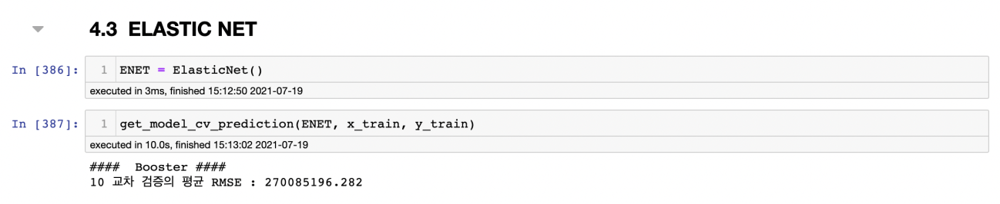 4.3 ELASTIC NET
In [386]: 1 ENET = ElasticNet()
executed in 3ms, finished 15:12:50 2021-07-19
In [387]: 1 get_model_cv_prediction(ENET, x_train, y_train)
executed in 10.0s, finished 15:13:02 2021-07-19
####  Booster ####
10 교차 검증의 평균 RMSE : 270085196.282